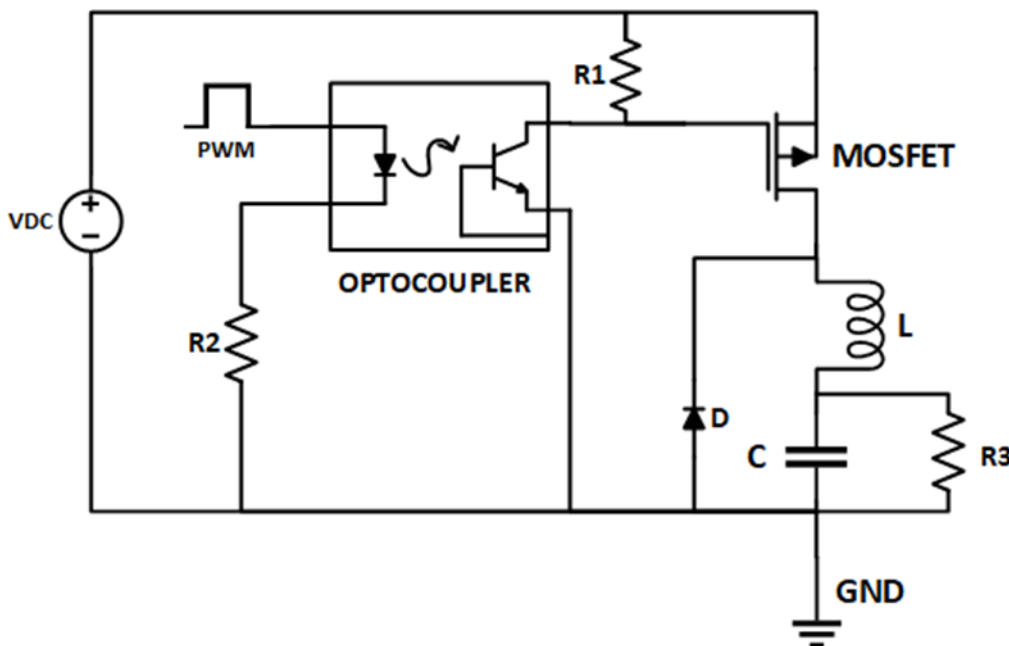 R1
PWM
MOSFET
VDC
+
−
OPTOCOUPLER
R2
L
D
C
R3
GND